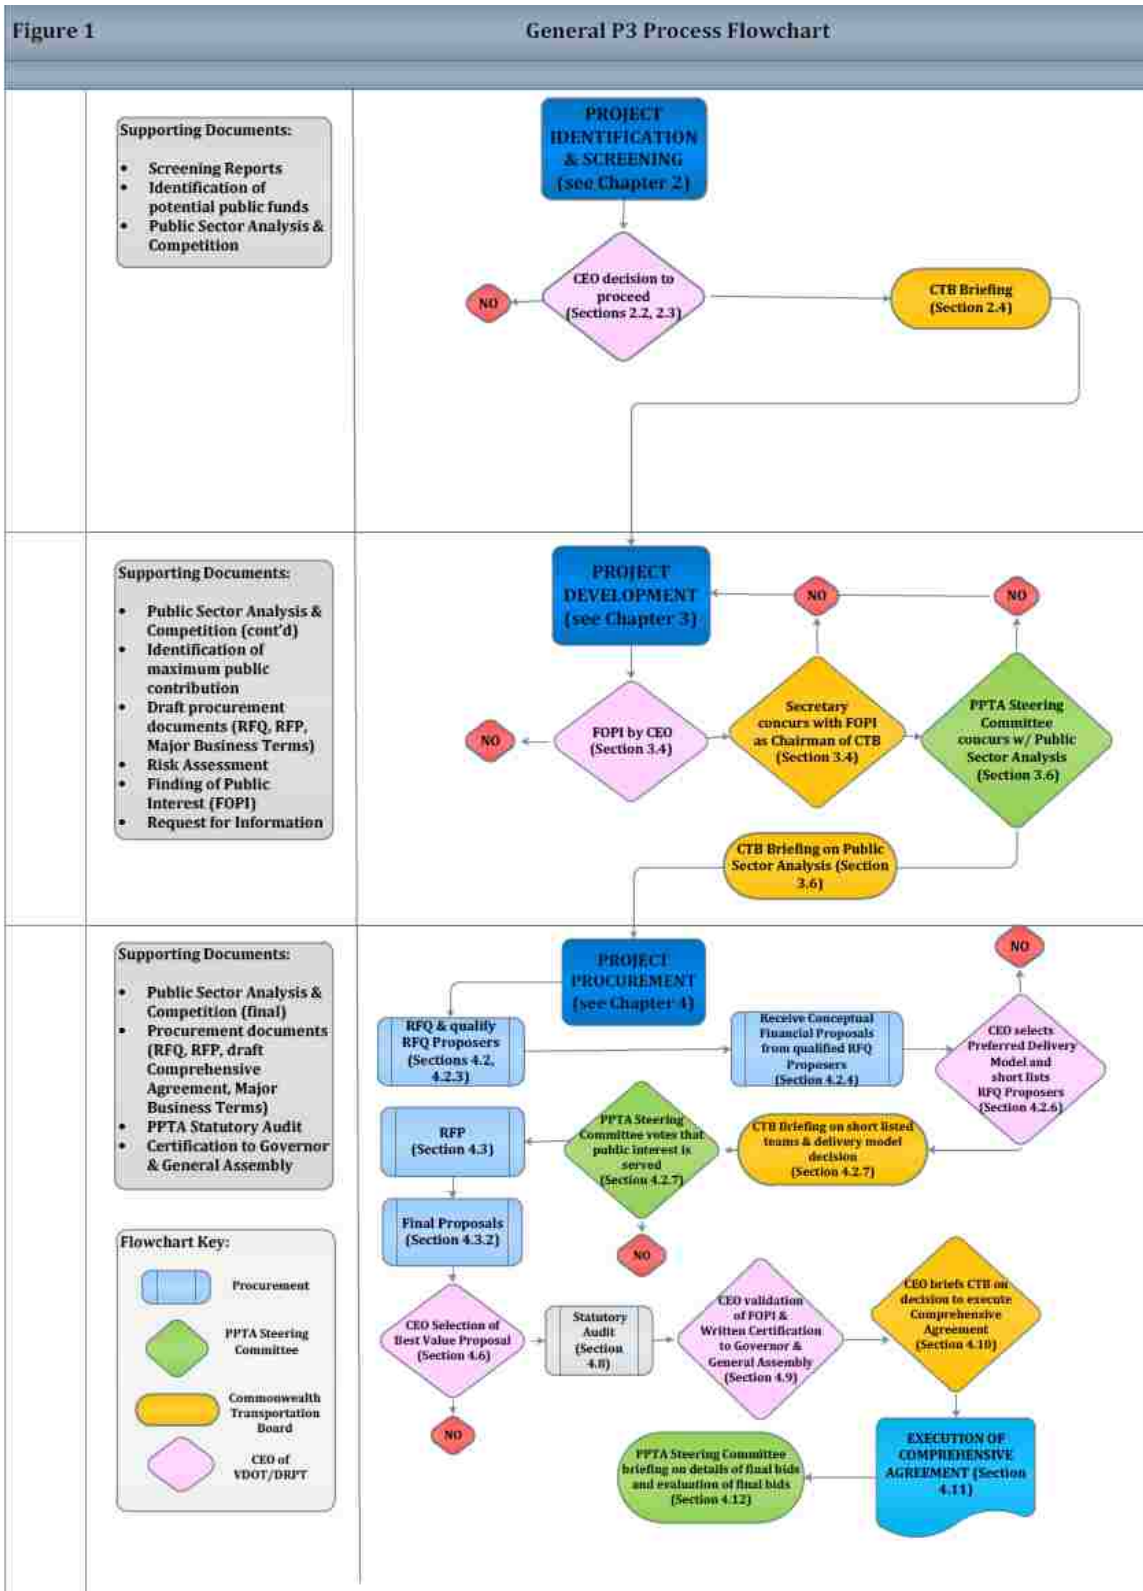 Figure 1
General P3 Process Flowchart
Supporting Documents:
• Screening Reports
• Identification of
potential public funds
• Public Sector Analysis &
Competition
PROJECT
IDENTIFICATION
& SCREENING
(see Chapter 2)
CEO decision to
proceed
(Sections 2.2, 2.3)
NO
CTB Briefing
(Section 2.4)
Supporting Documents:
• Public Sector Analysis &
Competition (cont'd)
• Identification of
maximum public
contribution
• Draft procurement
documents (RFQ, RFP,
Major Business Terms)
• Risk Assessment
• Finding of Public
Interest (FOPI)
• Request for Information
PROJECT
DEVELOPMENT
(see Chapter 3)
NO
NO
NO
FOPI by CEO
(Section 3.4)
Secretary
concurs with FOPI
as Chairman of CTB
(Section 3.4)
PPTA Steering
Committee
concurs w/ Public
Sector Analysis
(Section 3.6)
CTB Briefing on Public
Sector Analysis (Section
3.6)
Supporting Documents:
• Public Sector Analysis &
Competition (final)
• Procurement documents
(RFQ, RFP, draft
Comprehensive
Agreement, Major
Business Terms)
• PPTA Statutory Audit
• Certification to Governor
& General Assembly
PROJECT
PROCUREMENT
(see Chapter 4)
NO
RFQ & qualify
RFQ Proposers
(Sections 4.2,
4.2.3)
Receive Conceptual
Financial Proposals
from qualified RFQ
Proposers
(Section 4.2.4)
CEO selects
Preferred Delivery
Model and
short lists
RFQ Proposers
(Section 4.2.6)
RFP
(Section 4.3)
PPTA Steering
Committee votes that
public interest is
served
(Section 4.2.7)
CTB Briefing on short listed
teams & delivery model
decision
(Section 4.2.7)
Final Proposals
(Section 4.3.2)
NO
CEO Selection of
Best Value Proposal
(Section 4.6)
NO
Statutory
Audit
(Section
4.8)
CEO validation
of FOPI &
Written Certification
to Governor &
General Assembly
(Section 4.9)
CEO briefs CTB on
decision to execute
Comprehensive
Agreement
(Section 4.10)
EXECUTION OF
COMPREHENSIVE
AGREEMENT (Section
4.11)
PPTA Steering Committee
briefing on details of final bids
and evaluation of final bids
(Section 4.12)
Flowchart Key:
Procurement
PPTA Steering
Committee
Commonwealth
Transportation
Board
CEO of
VDOT/DRPT